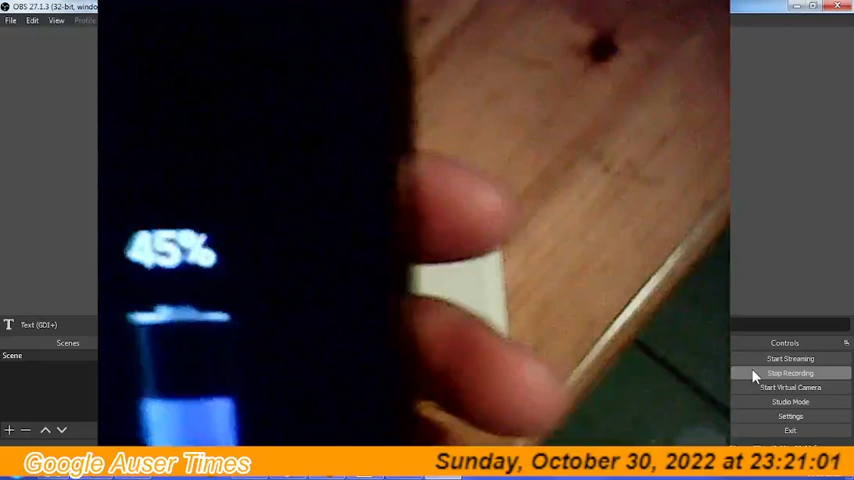 OBS 27.1.3 (32-bit, windo
File Edit View Profile
45%
Text (GDI+)
Scenes
Scene
Controls
Start Streaming
Stop Recording
Start Virtual Camera
Studio Mode
Settings
Exit
Google Auser Times
Sunday, October 30, 2022 at 23:21:01